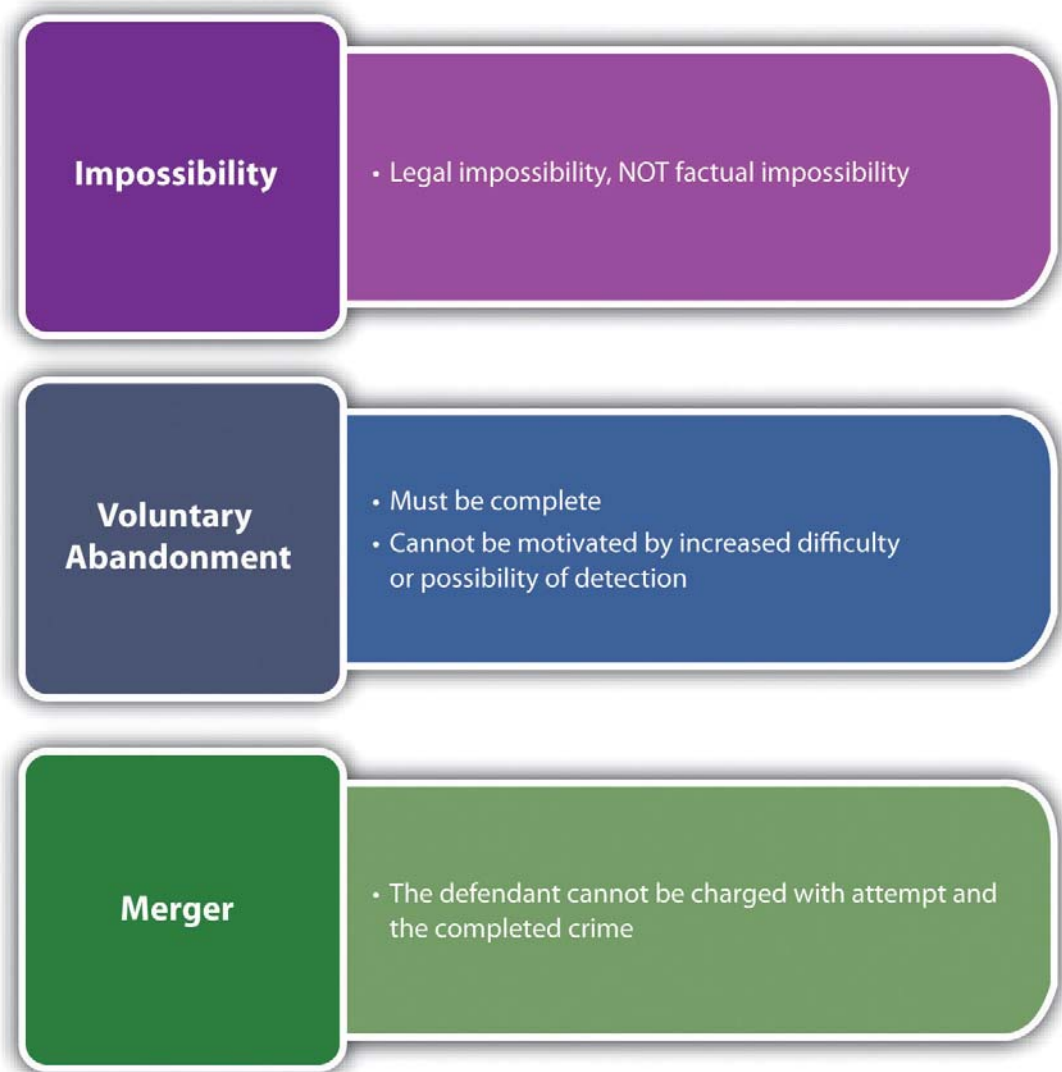 Impossibility
• Legal impossibility, NOT factual impossibility
Voluntary
Abandonment
• Must be complete
• Cannot be motivated by increased difficulty
or possibility of detection
Merger
• The defendant cannot be charged with attempt and
the completed crime